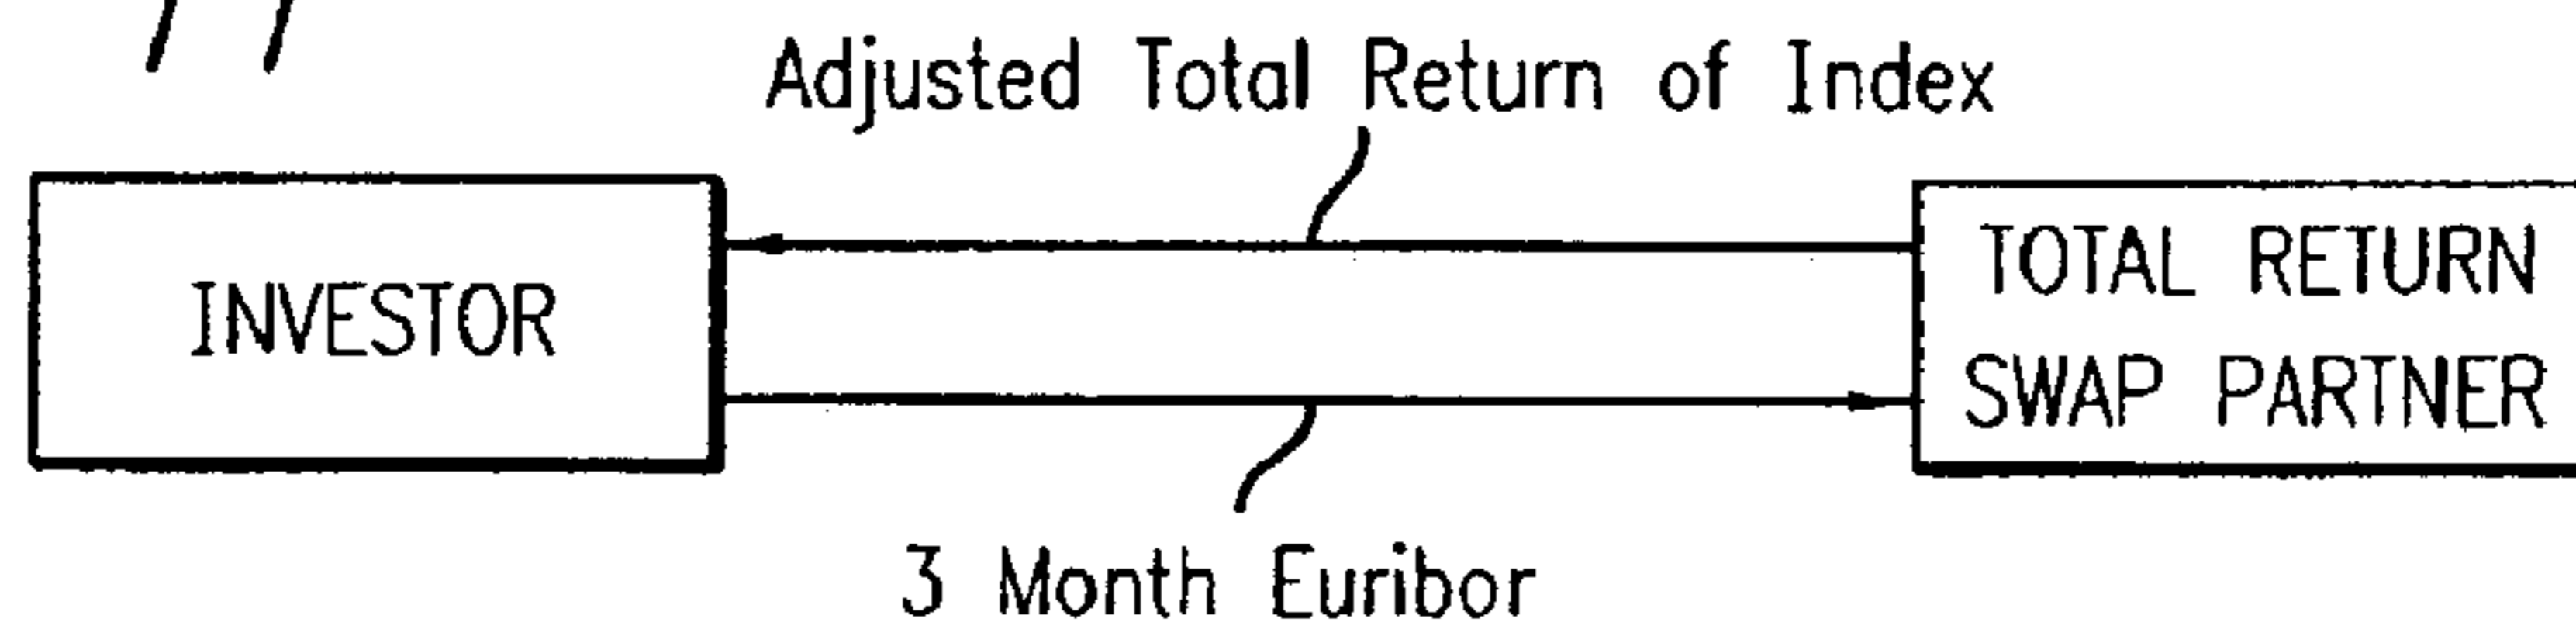 Adjusted Total Return of Index
INVESTOR
TOTAL RETURN
SWAP PARTNER
3 Month Euribor